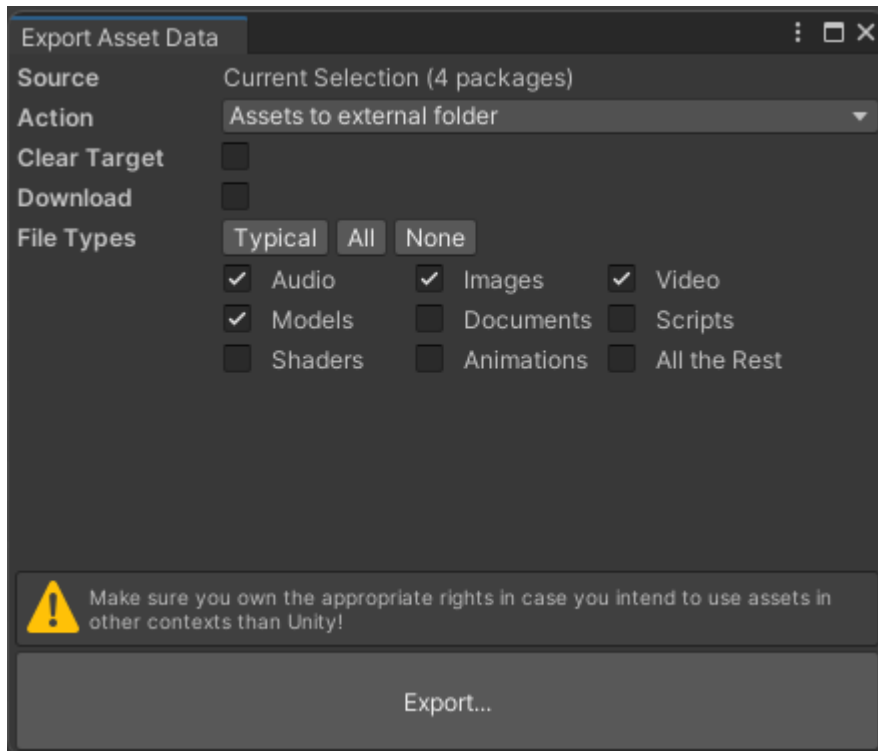 Export Asset Data
Source Current Selection (4 packages)
Action Assets to external folder
Clear Target
Download
File Types Typical All None
Audio Images Video
Models Documents Scripts
Shaders Animations All the Rest
Make sure you own the appropriate rights in case you intend to use assets in
other contexts than Unity!
Export...